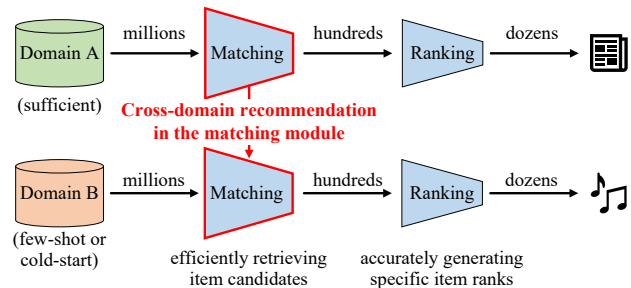 millions
hundreds
dozens
Domain A
Matching
Ranking
(sufficient)
Cross-domain recommendation
in the matching module
millions
hundreds
dozens
Domain B
Matching
Ranking
(few-shot or
cold-start)
efficiently retrieving
item candidates
accurately generating
specific item ranks